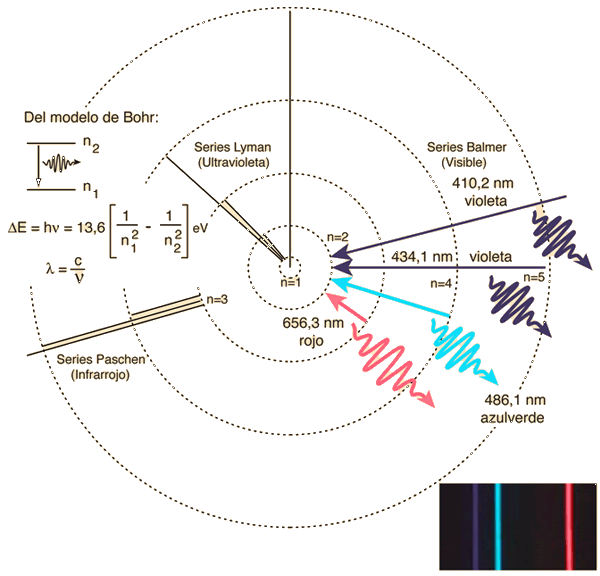 Del modelo de Bohr:
n2
n1
ΔE = hν = 13,6 [ 1/n1² - 1/n2² ] eV
λ = c/ν
Series Lyman
(Ultravioleta)
Series Balmer
(Visible)
410,2 nm
violeta
n=2
434,1 nm violeta
n=1
n=4
n=5
n=3
656,3 nm
rojo
Series Paschen
(Infrarrojo)
486,1 nm
azulverde